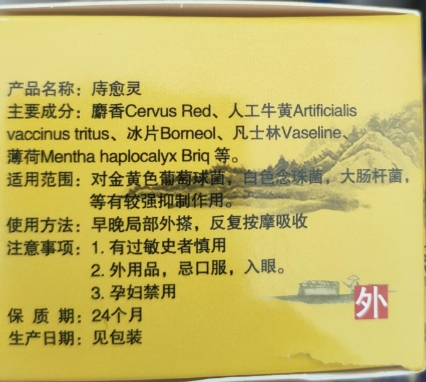 产品名称：痔愈灵
主要成分：麝香Cervus Red、人工牛黄Artificialis
vaccinus tritus、冰片Borneol、凡士林Vaseline、
薄荷Mentha haplocalyx Briq 等。
适用范围：对金黄色葡萄球菌，白色念珠菌，大肠杆菌，
等有较强抑制作用。
使用方法：早晚局部外搽，反复按摩吸收
注意事项：1. 有过敏史者慎用
2. 外用品，忌口服，入眼。
3. 孕妇禁用
保 质 期：24个月
生产日期：见包装
外